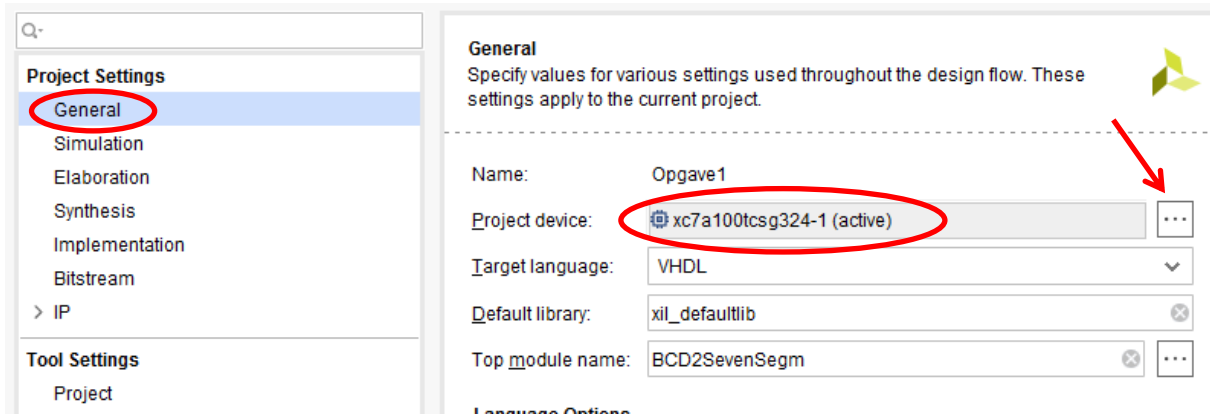 Project Settings
General
Simulation
Elaboration
Synthesis
Implementation
Bitstream
IP
Tool Settings
Project
General
Specify values for various settings used throughout the design flow. These
settings apply to the current project.
Name: Opgave1
Project device: xc7a100tcsg324-1 (active)
Target language: VHDL
Default library: xil_defaultlib
Top module name: BCD2SevenSegm
Language Options